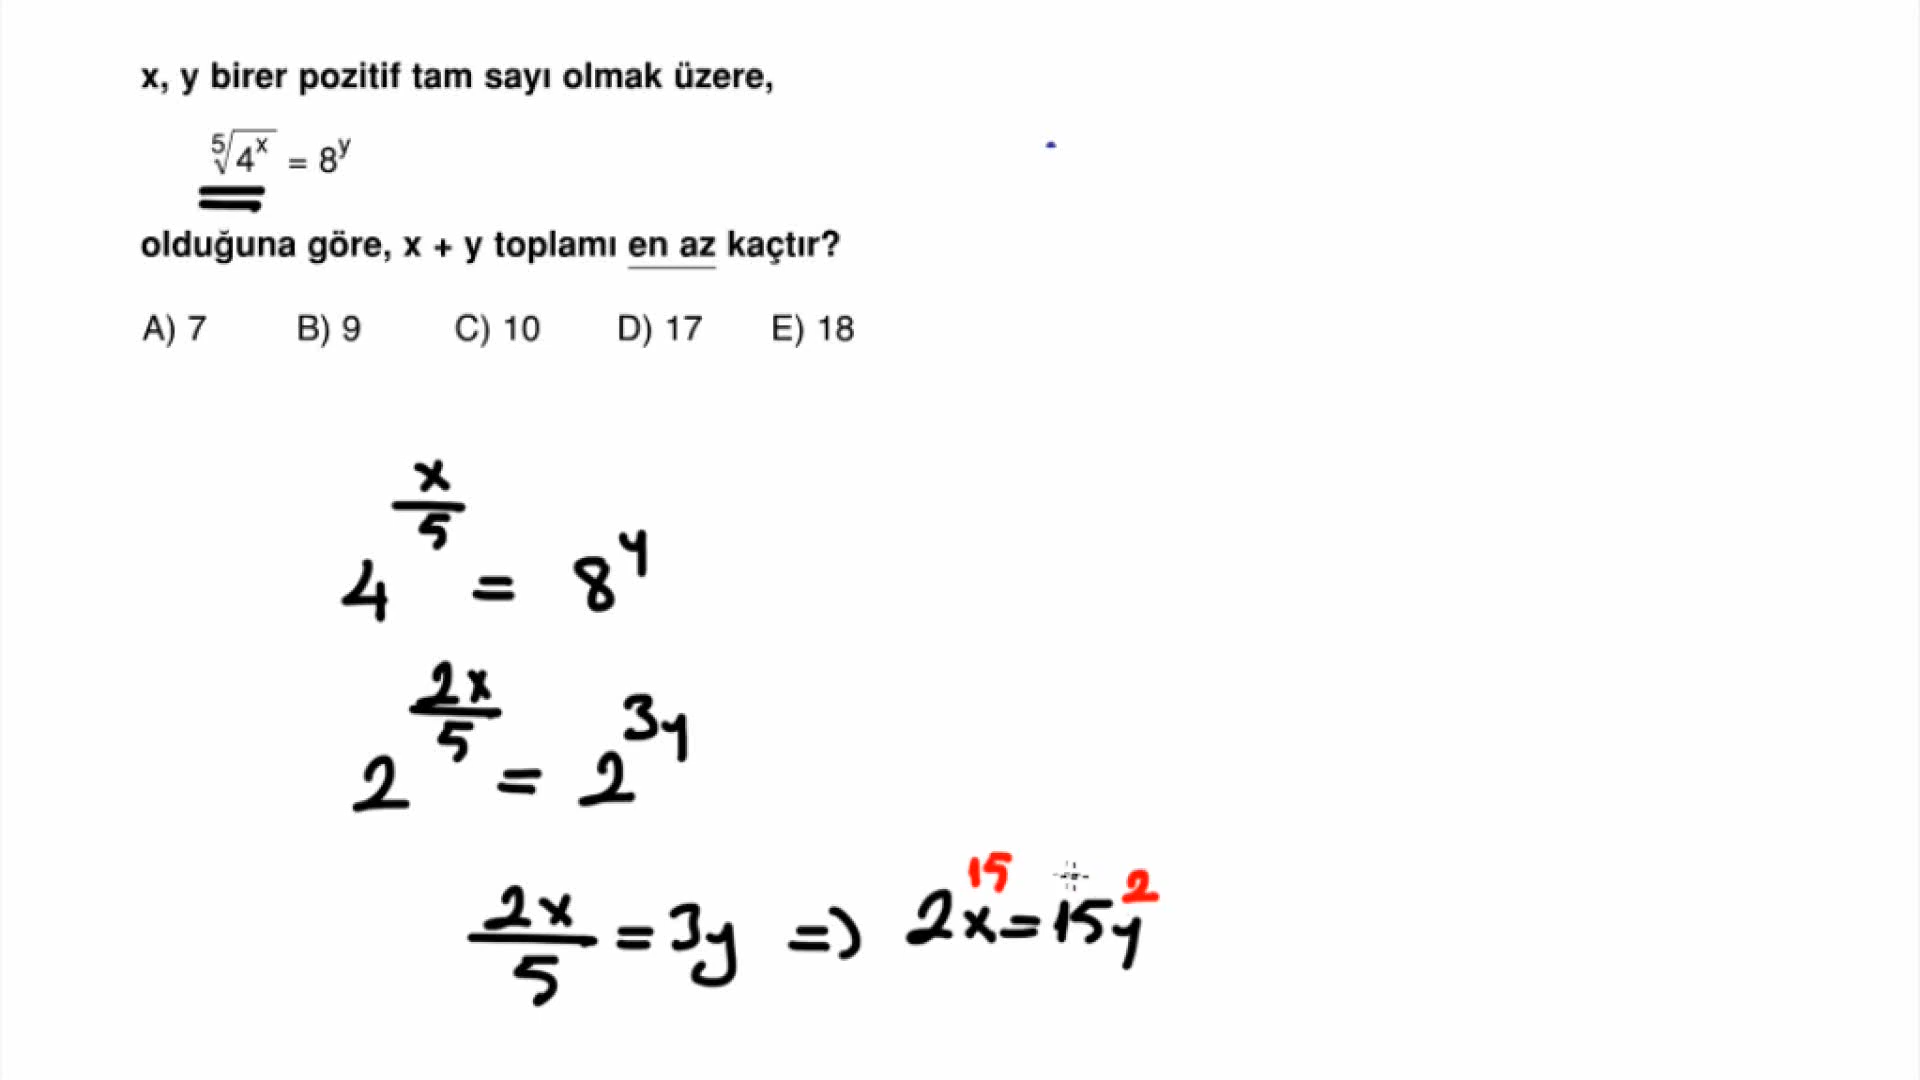 x, y birer pozitif tam sayı olmak üzere,
⁵√4ˣ = 8ʸ
olduğuna göre, x + y toplamı en az kaçtır?
A) 7 B) 9 C) 10 D) 17 E) 18
4^(x/5) = 8^y
2^(2x/5) = 2^(3y)
15 2
2x/5 = 3y => 2x = 15y